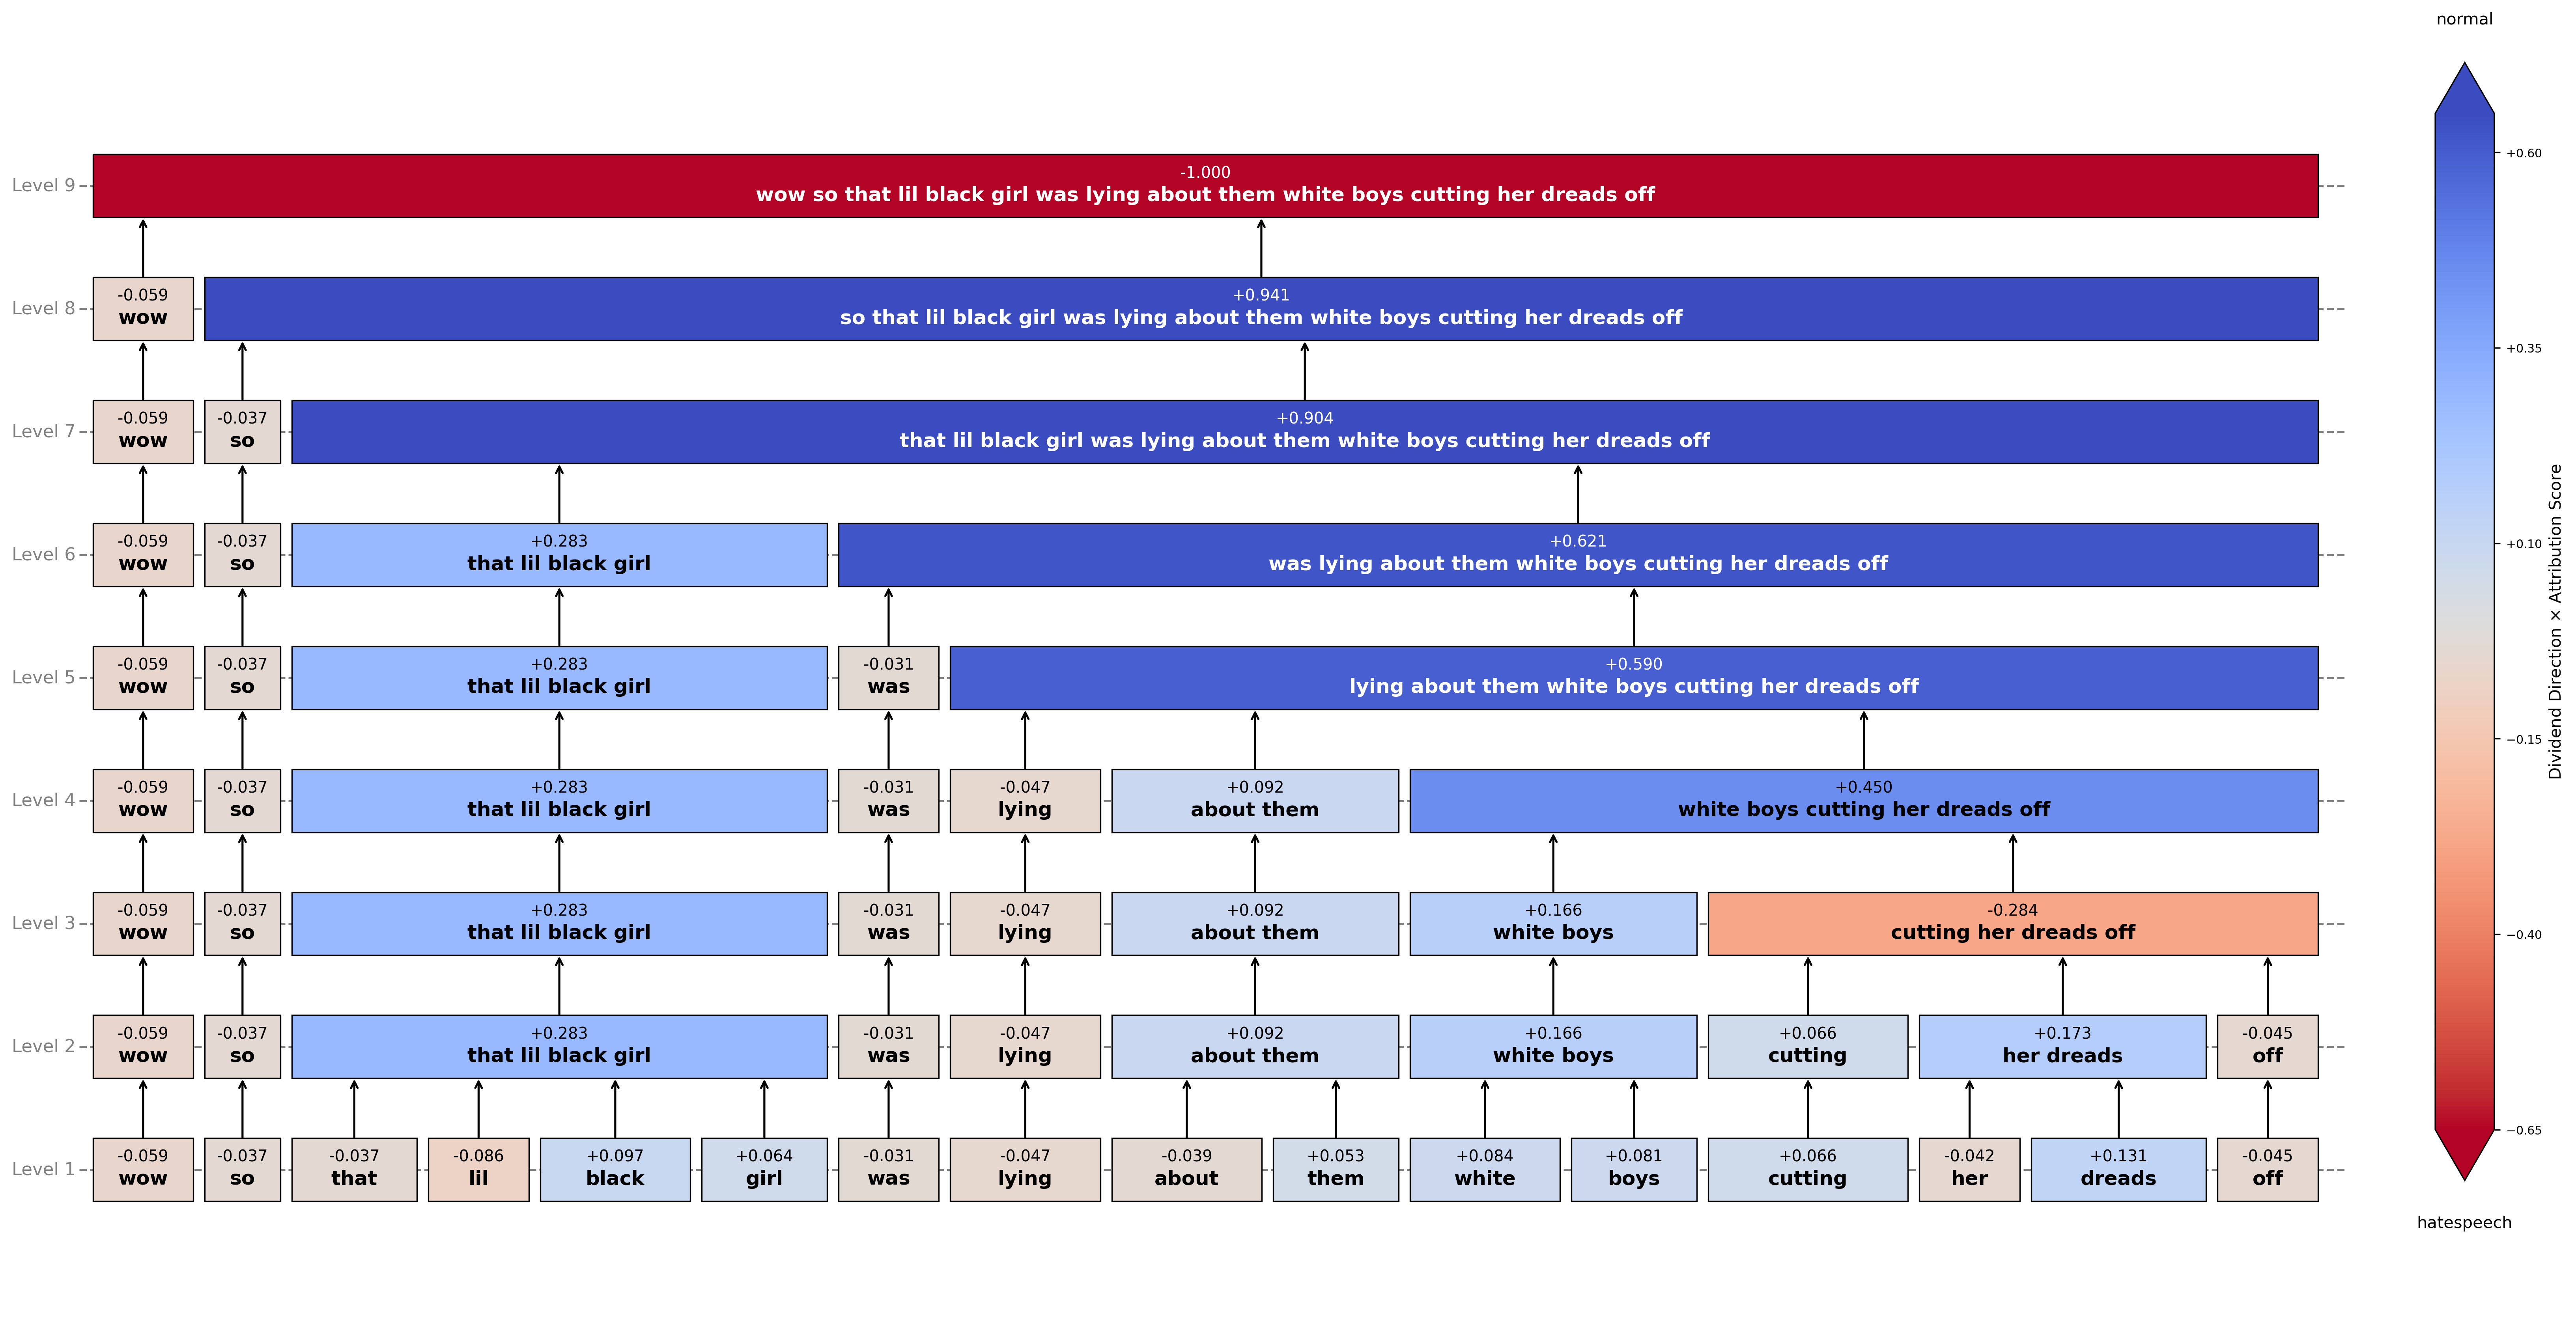 normal
Level 9
-1.000
wow so that lil black girl was lying about them white boys cutting her dreads off
Level 8
-0.059
wow
+0.941
so that lil black girl was lying about them white boys cutting her dreads off
Level 7
-0.059
wow
-0.037
so
+0.904
that lil black girl was lying about them white boys cutting her dreads off
Level 6
-0.059
wow
-0.037
so
+0.283
that lil black girl
+0.621
was lying about them white boys cutting her dreads off
Level 5
-0.059
wow
-0.037
so
+0.283
that lil black girl
-0.031
was
+0.590
lying about them white boys cutting her dreads off
Level 4
-0.059
wow
-0.037
so
+0.283
that lil black girl
-0.031
was
-0.047
lying
+0.092
about them
+0.450
white boys cutting her dreads off
Level 3
-0.059
wow
-0.037
so
+0.283
that lil black girl
-0.031
was
-0.047
lying
+0.092
about them
+0.166
white boys
-0.284
cutting her dreads off
Level 2
-0.059
wow
-0.037
so
+0.283
that lil black girl
-0.031
was
-0.047
lying
+0.092
about them
+0.166
white boys
+0.066
cutting
+0.173
her dreads
-0.045
off
Level 1
-0.059
wow
-0.037
so
-0.037
that
-0.086
lil
+0.097
black
+0.064
girl
-0.031
was
-0.047
lying
-0.039
about
+0.053
them
+0.084
white
+0.081
boys
+0.066
cutting
-0.042
her
+0.131
dreads
-0.045
off
+0.60
+0.35
+0.10
−0.15
−0.40
−0.65
Dividend Direction × Attribution Score
hatespeech